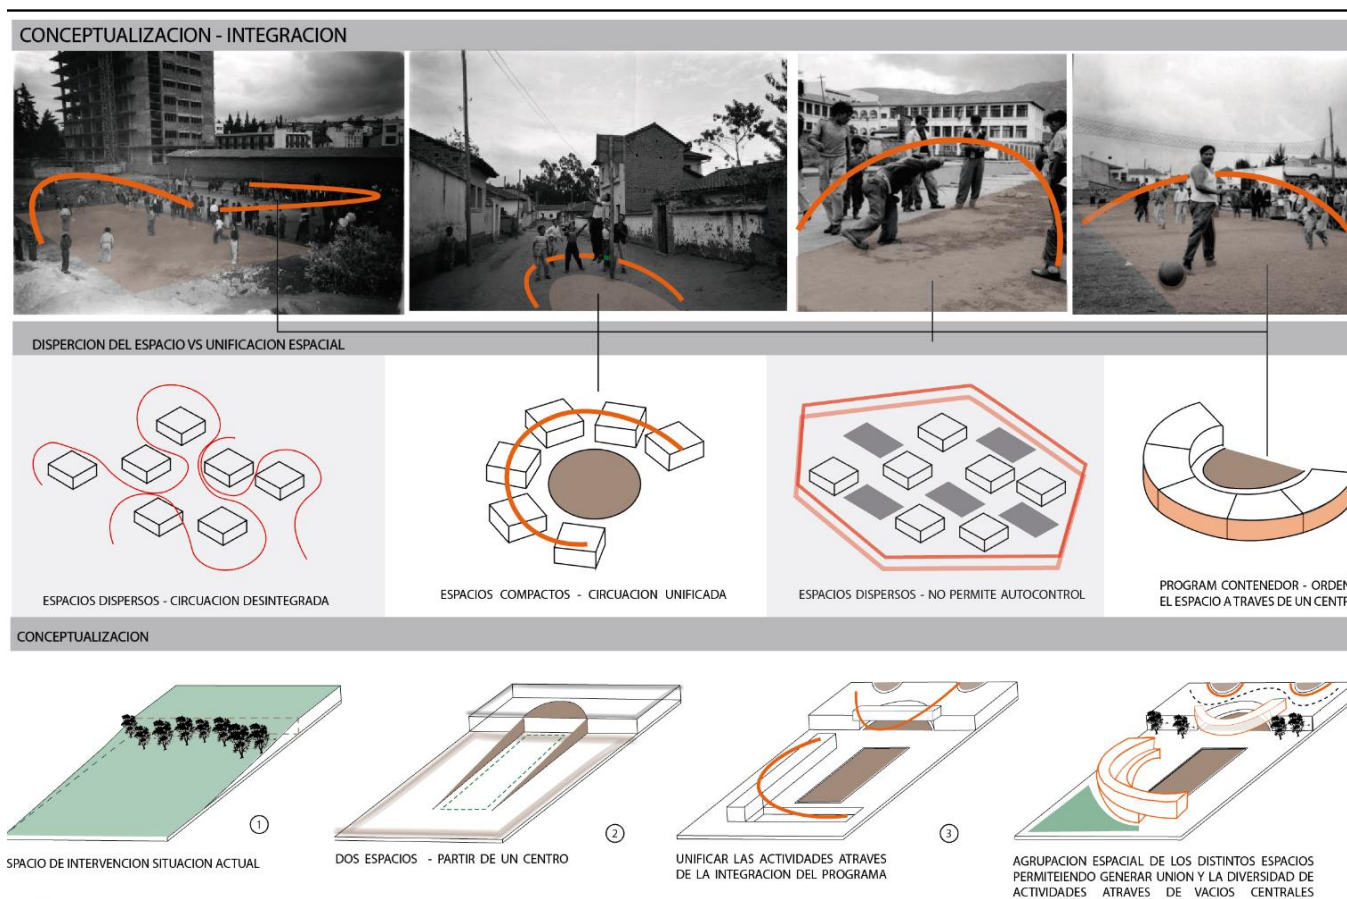 CONCEPTUALIZACION - INTEGRACION
DISPERCION DEL ESPACIO VS UNIFICACION ESPACIAL
ESPACIOS DISPERSOS - CIRCUACION DESINTEGRADA
ESPACIOS COMPACTOS - CIRCUACION UNIFICADA
ESPACIOS DISPERSOS - NO PERMITE AUTOCONTROL
PROGRAM CONTENEDOR - ORDEN
EL ESPACIO A TRAVES DE UN CENTR
CONCEPTUALIZACION
1
SPACIO DE INTERVENCION SITUACION ACTUAL
2
DOS ESPACIOS - PARTIR DE UN CENTRO
3
UNIFICAR LAS ACTIVIDADES ATRAVES
DE LA INTEGRACION DEL PROGRAMA
AGRUPACION ESPACIAL DE LOS DISTINTOS ESPACIOS
PERMITEIENDO GENERAR UNION Y LA DIVERSIDAD DE
ACTIVIDADES ATRAVES DE VACIOS CENTRALES